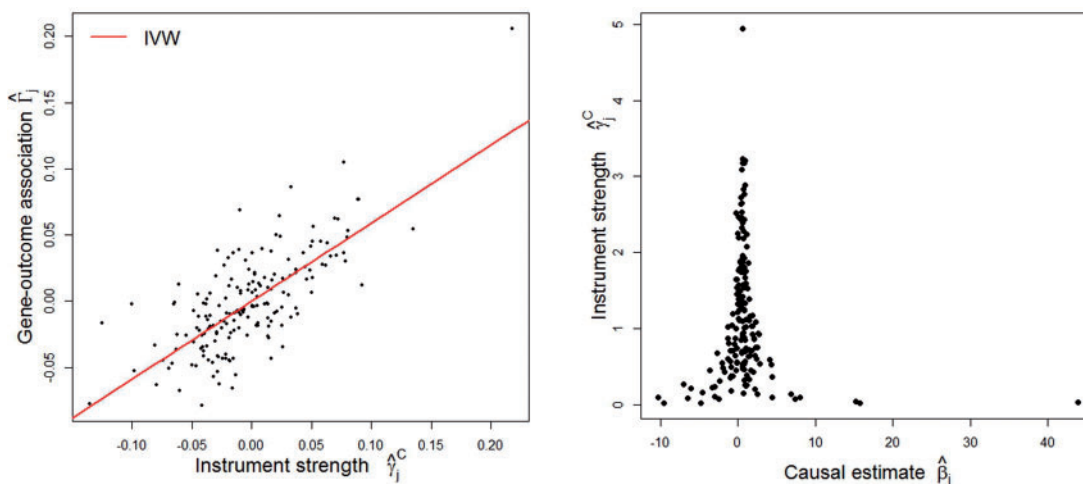 IVW
Gene-outcome association Γ̂j
0.20
0.15
0.10
0.05
0.00
-0.05
-0.10 -0.05 0.00 0.05 0.10 0.15 0.20
Instrument strength γ̂jC
Instrument strength γ̂jC
5
4
3
2
1
0
-10 0 10 20 30 40
Causal estimate β̂j